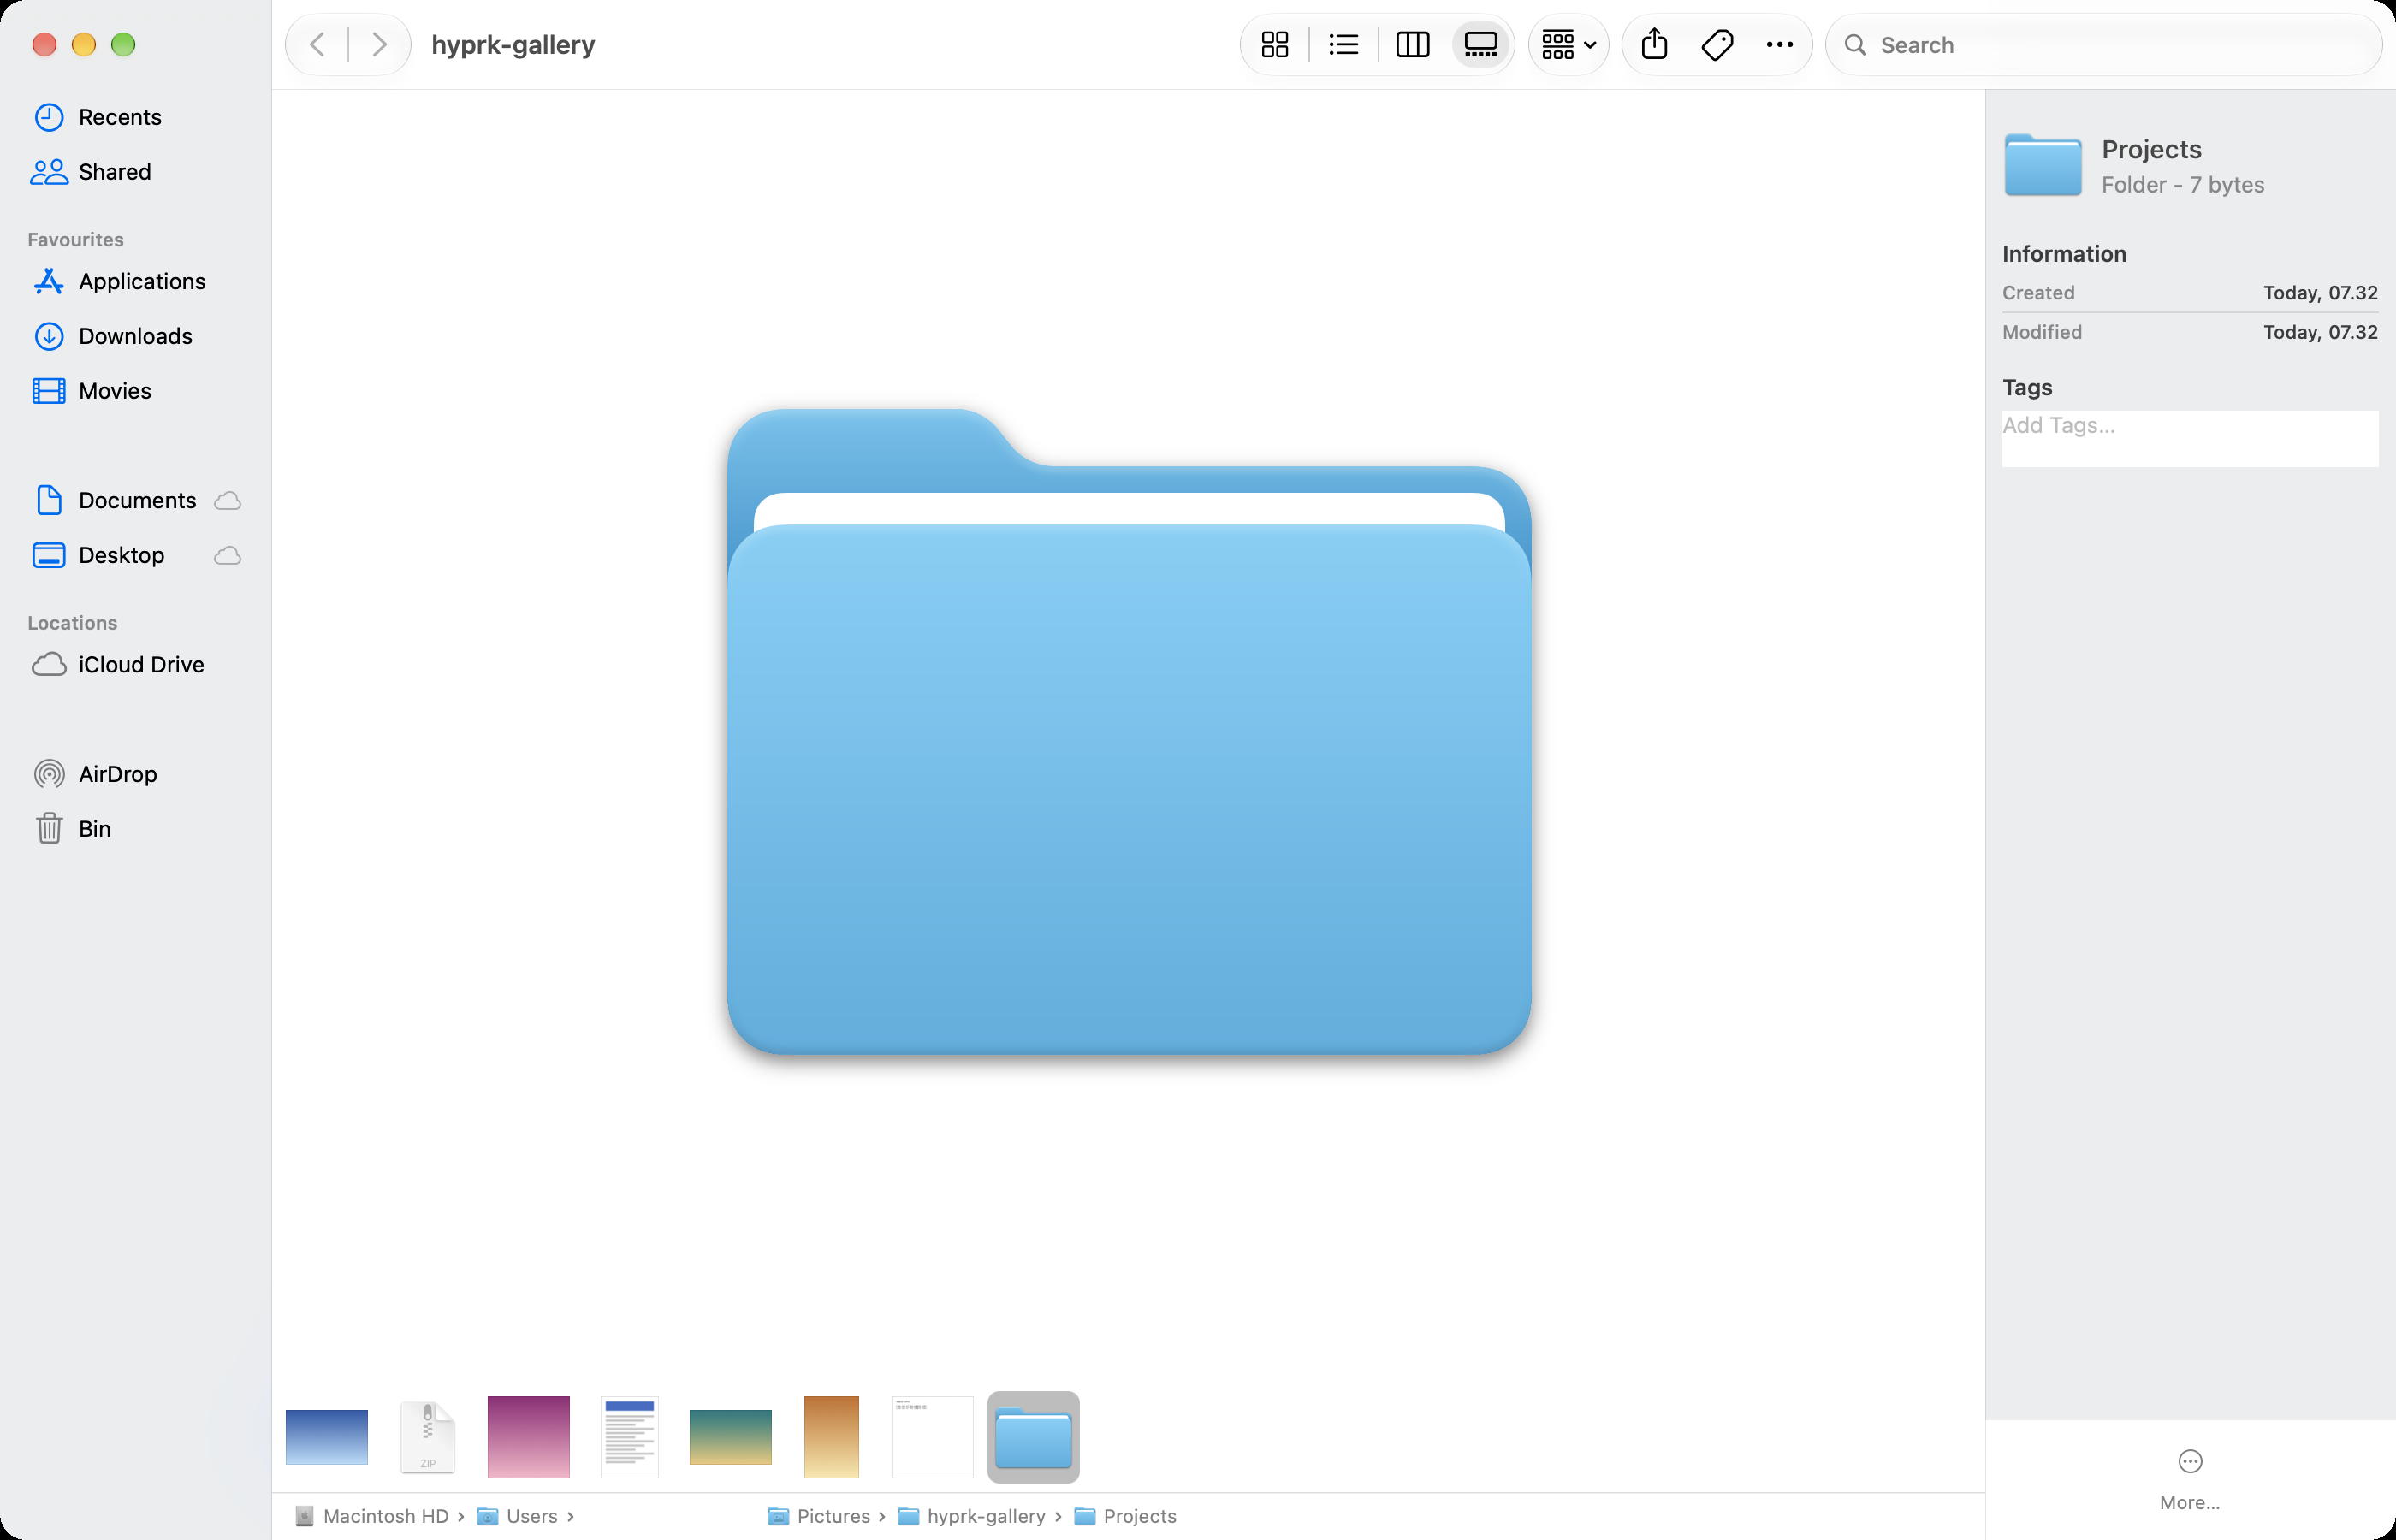 hyprk-gallery
Search
Recents
Shared
Favourites
Applications
Downloads
Movies
Documents
Desktop
Locations
iCloud Drive
AirDrop
Bin
Projects
Folder - 7 bytes
Information
Created Today, 07.32
Modified Today, 07.32
Tags
Add Tags...
ZIP
More...
Macintosh HD › Users › Pictures › hyprk-gallery › Projects